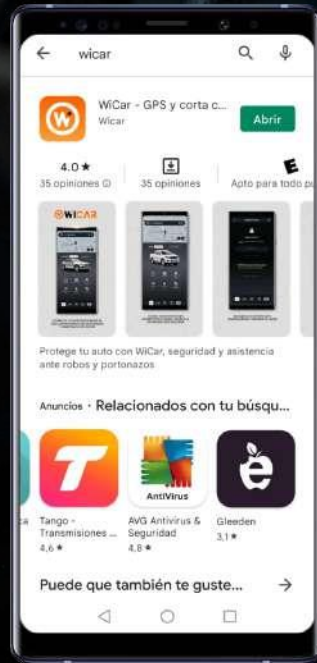 wicar
WiCar - GPS y corta c...
Wicar
Abrir
4.0 ★
35 opiniones
35 opiniones
Apto para todo pú
WICAR
Protege tu auto con WiCar, seguridad y asistencia
ante robos y portonazos
Anuncios · Relacionados con tu búsqu...
AntiVirus
Tango -
Transmisiones ...
4,6 ★
AVG Antivirus &
Seguridad
4,8 ★
Gleeden
3,1 ★
Puede que también te guste... →